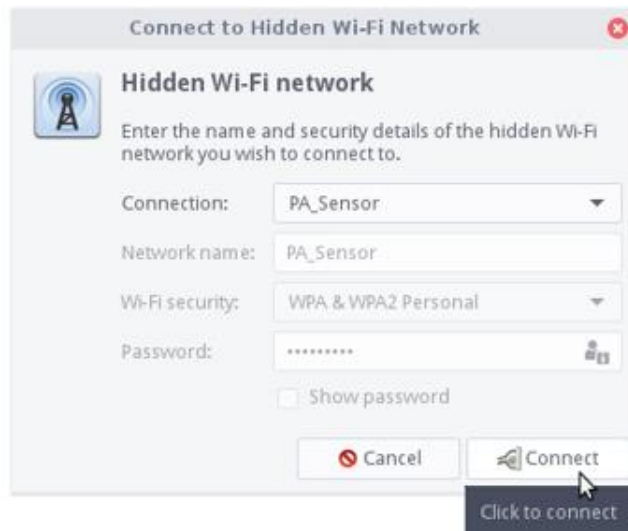 Connect to Hidden Wi-Fi Network
Hidden Wi-Fi network
Enter the name and security details of the hidden Wi-Fi
network you wish to connect to.
Connection: PA_Sensor
Network name: PA_Sensor
Wi-Fi security: WPA & WPA2 Personal
Password: •••••••••
Show password
Cancel Connect
Click to connect